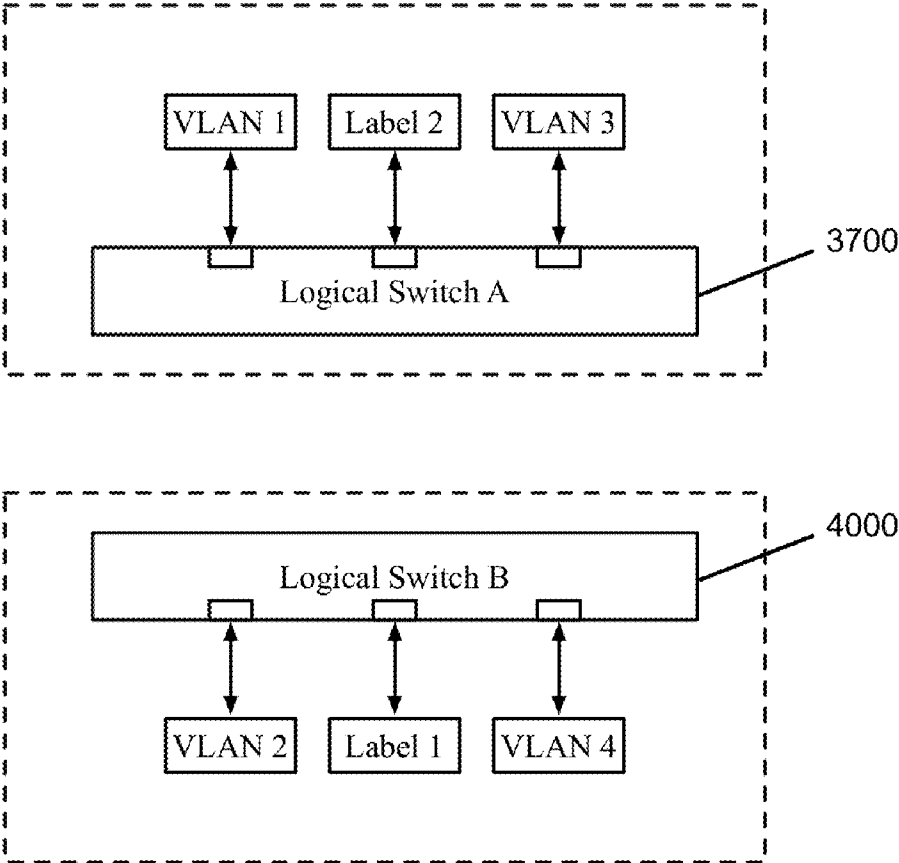 VLAN 1
Label 2
VLAN 3
3700
Logical Switch A
4000
Logical Switch B
VLAN 2
Label 1
VLAN 4